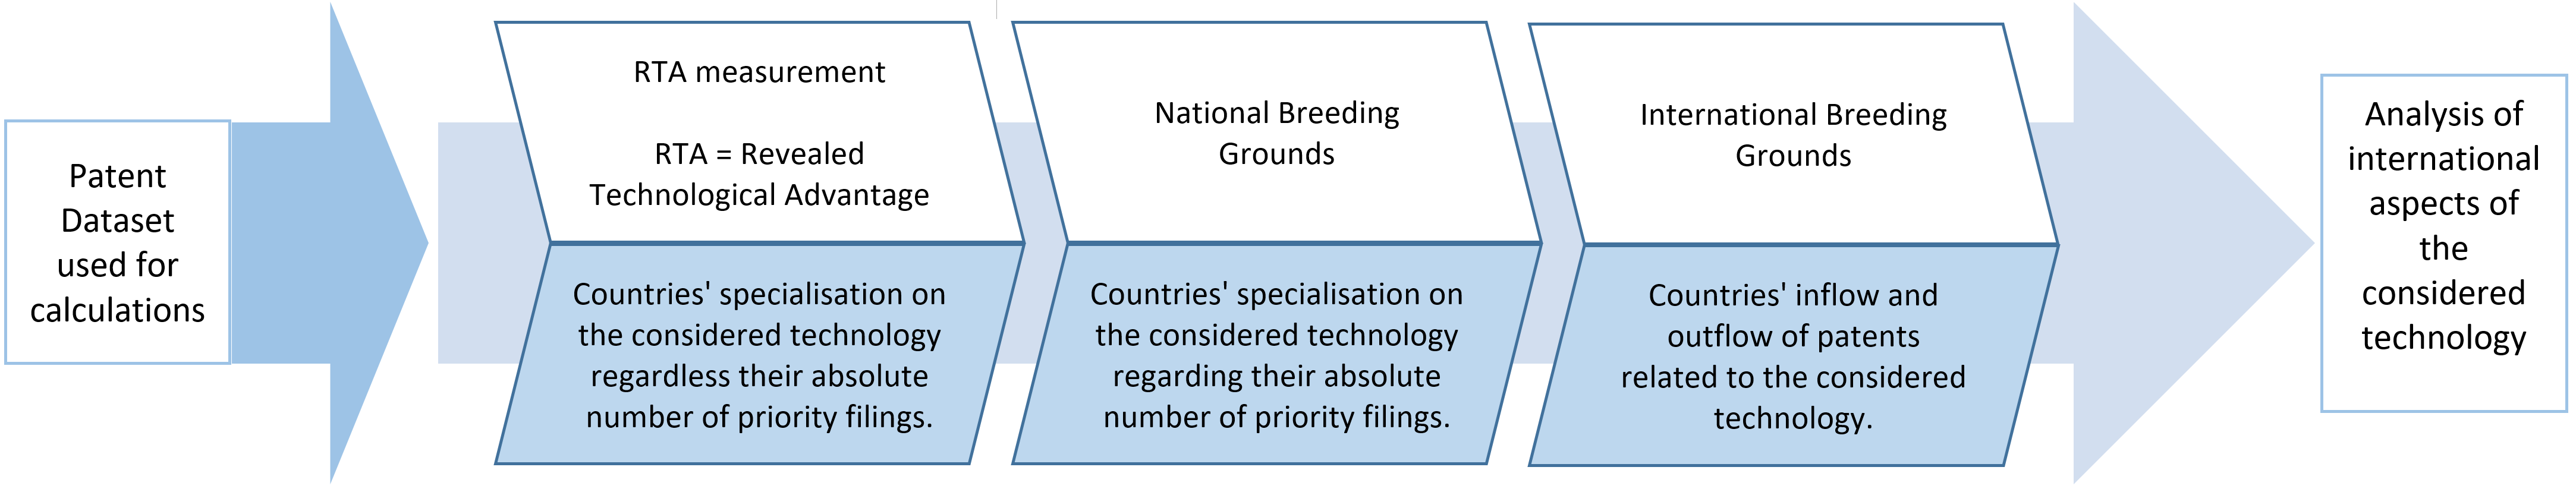 Patent
Dataset
used for
calculations
RTA measurement
RTA = Revealed
Technological Advantage
Countries' specialisation on
the considered technology
regardless their absolute
number of priority filings.
National Breeding
Grounds
Countries' specialisation on
the considered technology
regarding their absolute
number of priority filings.
International Breeding
Grounds
Countries' inflow and
outflow of patents
related to the considered
technology.
Analysis of
international
aspects of
the
considered
technology